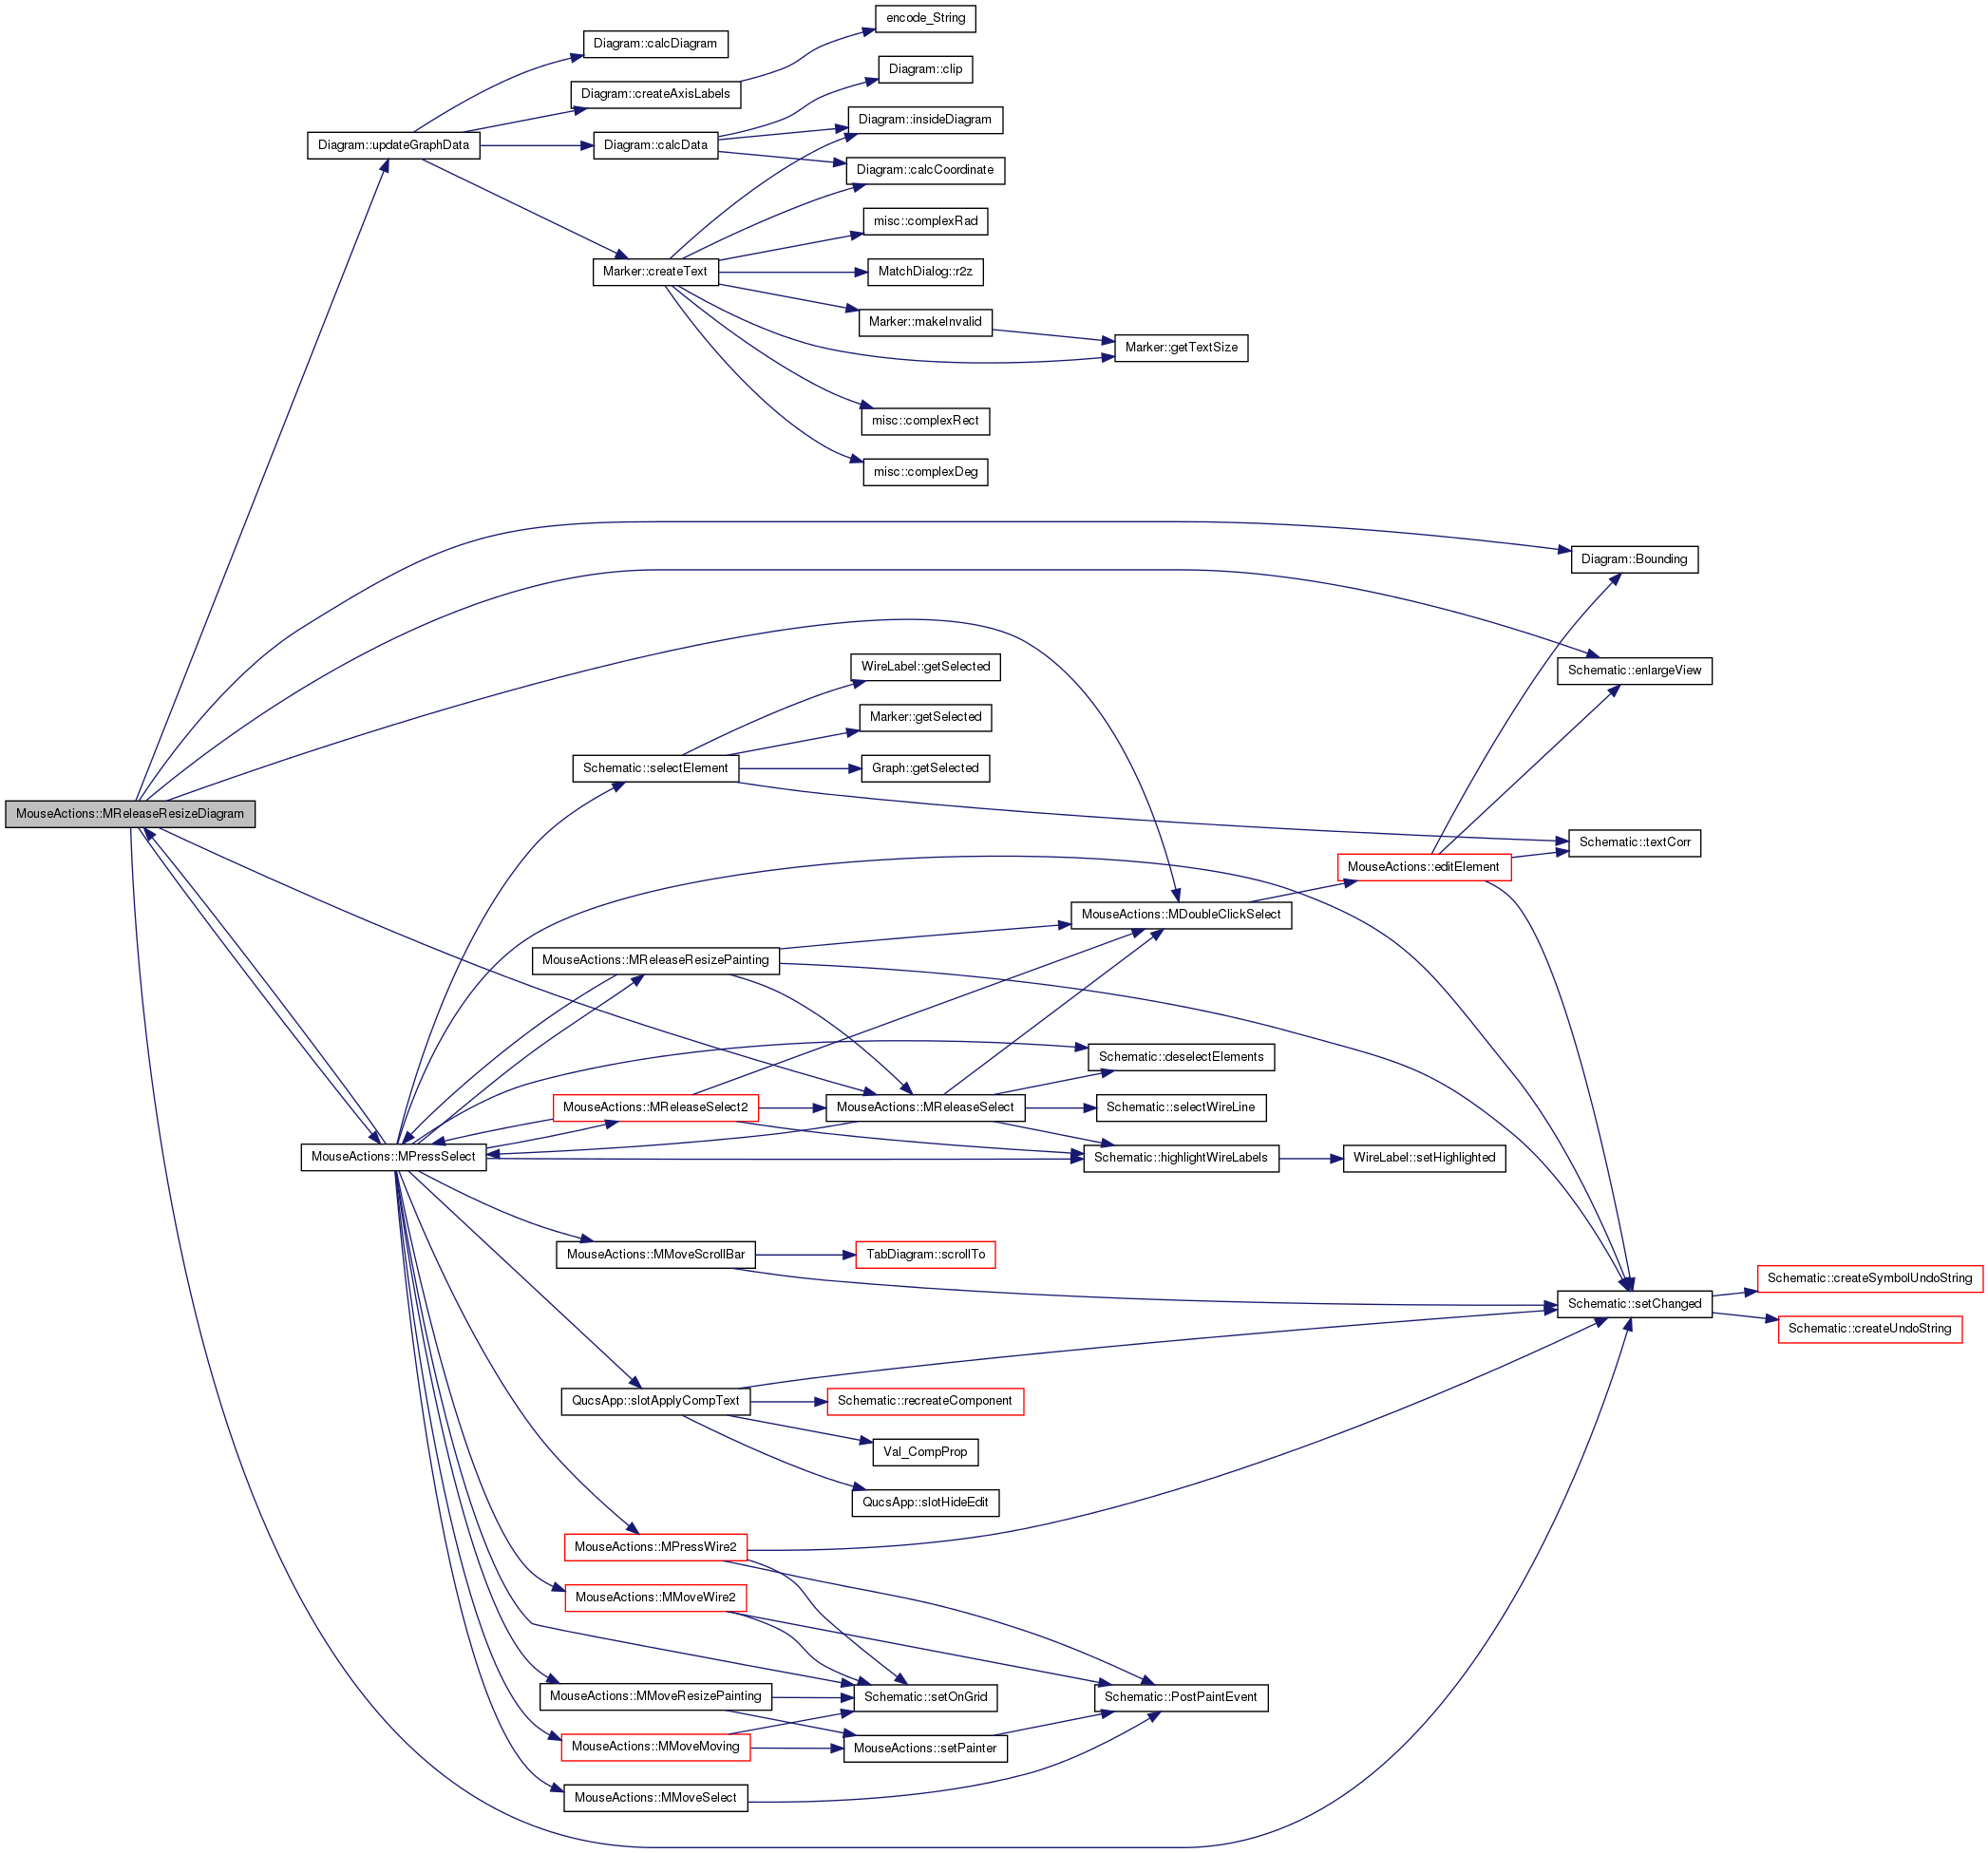 encode_String
Diagram::calcDiagram
Diagram::clip
Diagram::createAxisLabels
Diagram::insideDiagram
Diagram::updateGraphData
Diagram::calcData
Diagram::calcCoordinate
misc::complexRad
Marker::createText
MatchDialog::r2z
Marker::makeInvalid
Marker::getTextSize
misc::complexRect
misc::complexDeg
Diagram::Bounding
WireLabel::getSelected
Schematic::enlargeView
Marker::getSelected
Schematic::selectElement
Graph::getSelected
MouseActions::MReleaseResizeDiagram
Schematic::textCorr
MouseActions::editElement
MouseActions::MDoubleClickSelect
MouseActions::MReleaseResizePainting
Schematic::deselectElements
MouseActions::MReleaseSelect2
MouseActions::MReleaseSelect
Schematic::selectWireLine
MouseActions::MPressSelect
Schematic::highlightWireLabels
WireLabel::setHighlighted
MouseActions::MMoveScrollBar
TabDiagram::scrollTo
Schematic::createSymbolUndoString
Schematic::setChanged
Schematic::createUndoString
QucsApp::slotApplyCompText
Schematic::recreateComponent
Val_CompProp
QucsApp::slotHideEdit
MouseActions::MPressWire2
MouseActions::MMoveWire2
MouseActions::MMoveResizePainting
Schematic::setOnGrid
Schematic::PostPaintEvent
MouseActions::MMoveMoving
MouseActions::setPainter
MouseActions::MMoveSelect